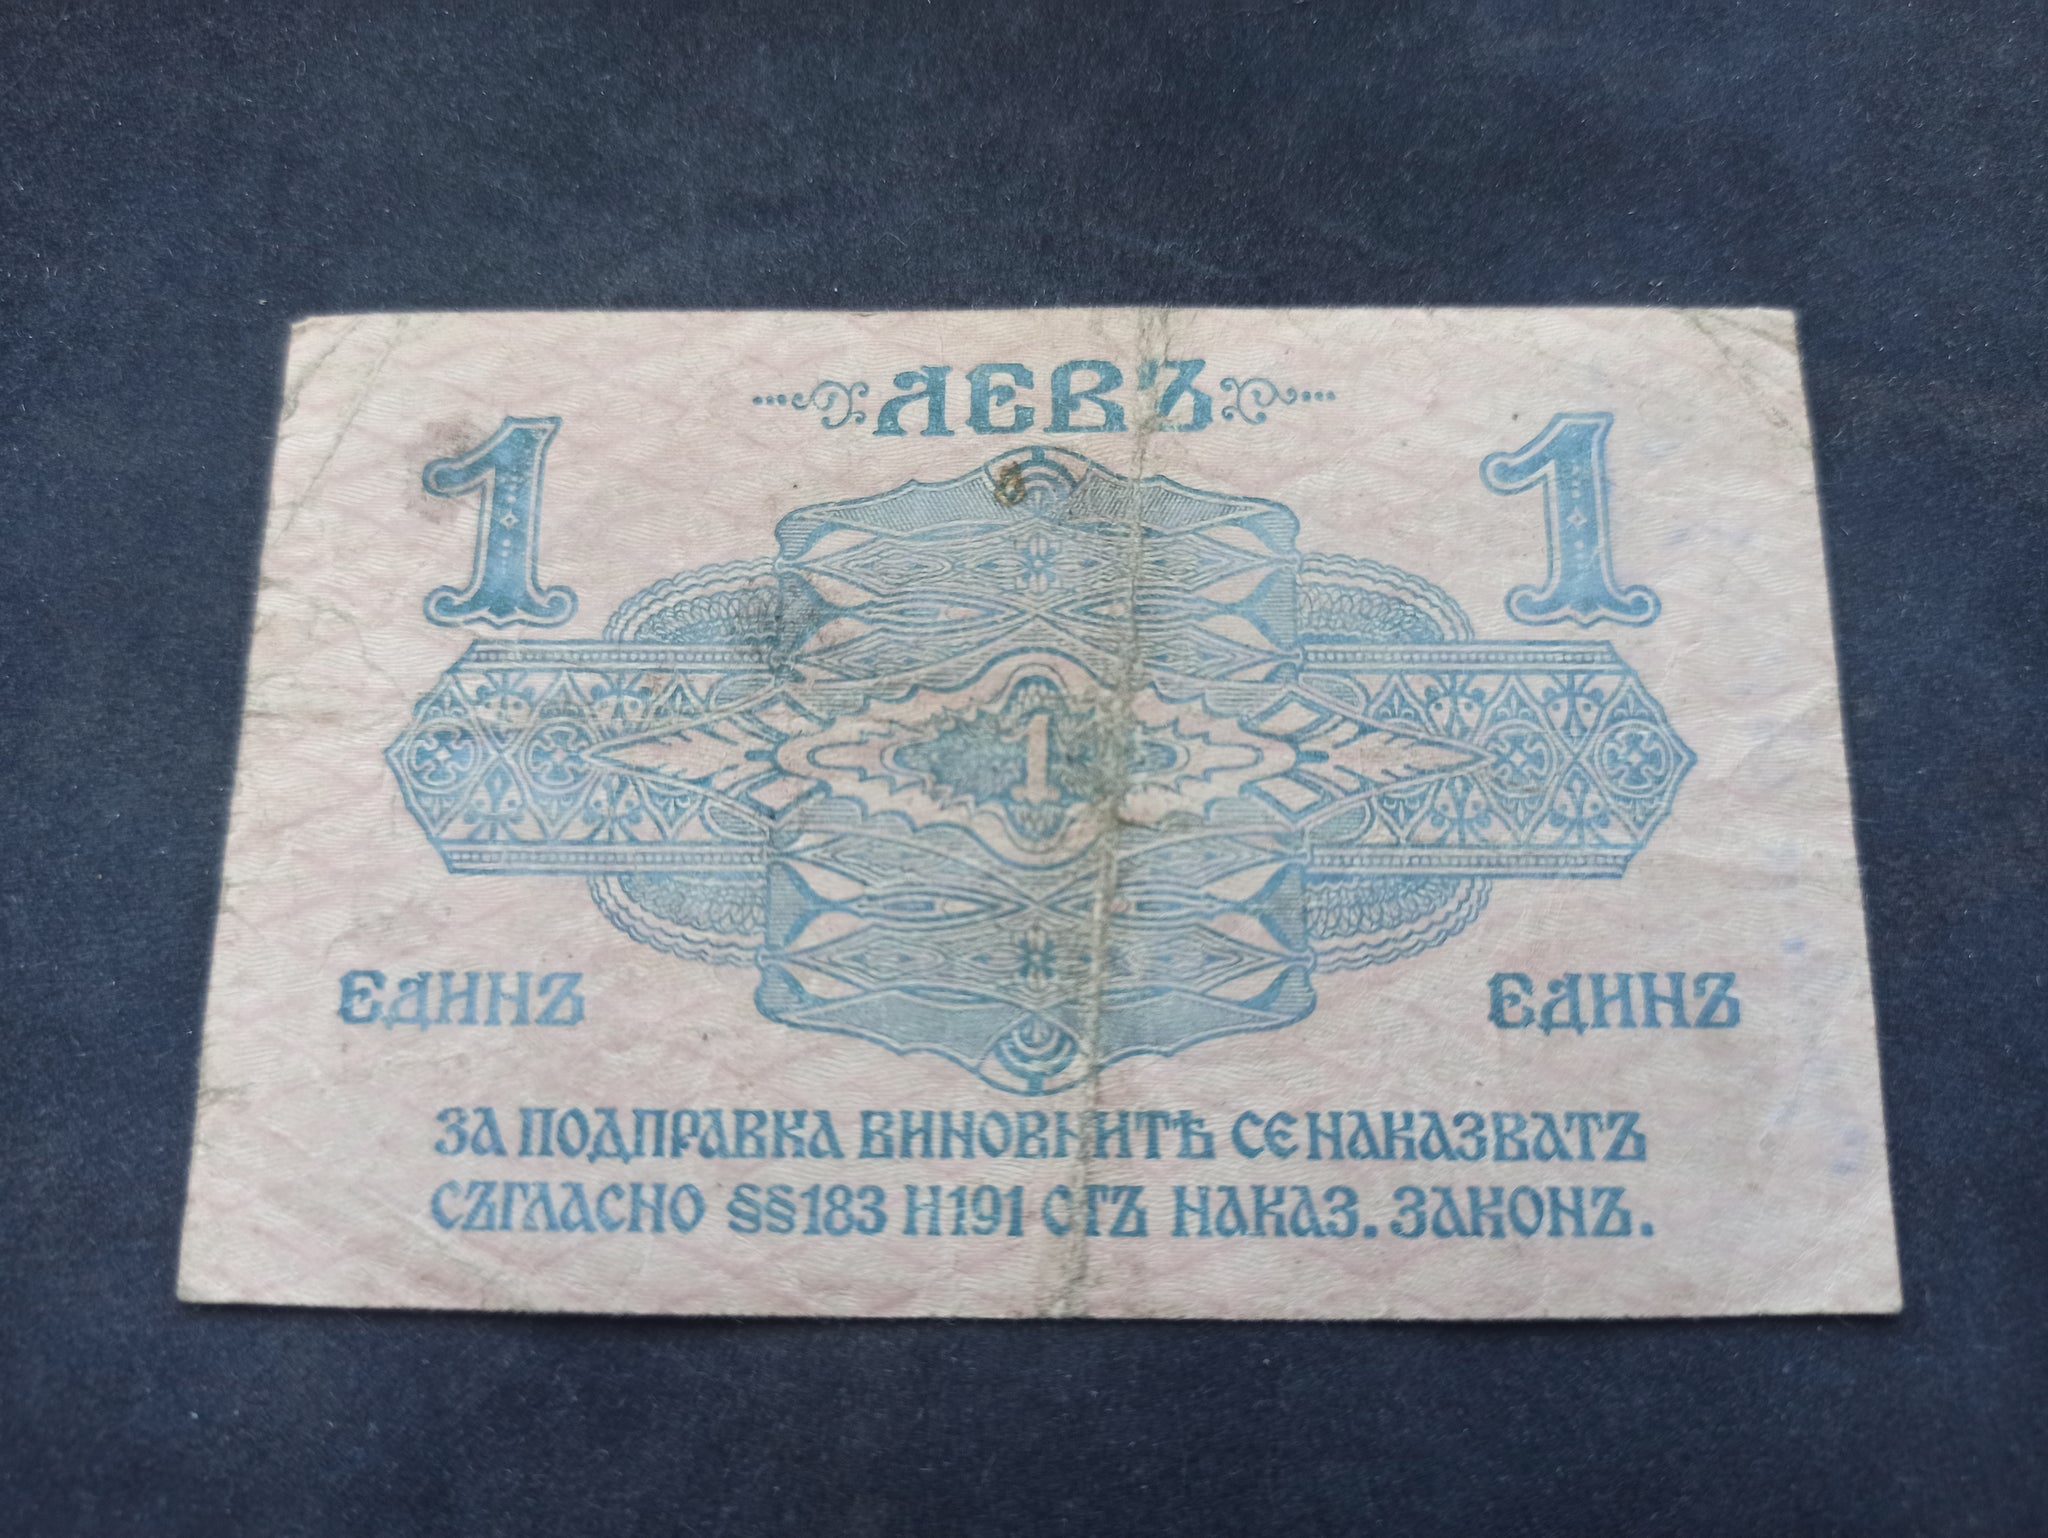 ЛЕВЪ
1 1
1
ЕДИНЪ ЕДИНЪ
ЗА ПОДПРАВКА ВИНОВНИТѢ СЕ НАКАЗВАТЪ
СЪГЛАСНО §§183 И 191 ОТЪ НАКАЗ. ЗАКОНЪ.